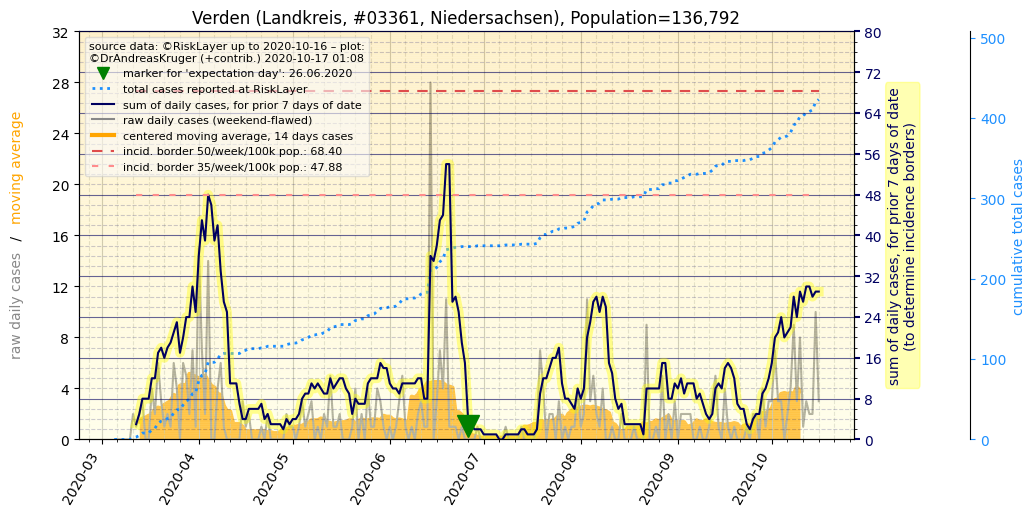 Verden (Landkreis, #03361, Niedersachsen), Population=136,792
source data: ©RiskLayer up to 2020-10-16 – plot:
©DrAndreasKruger (+contrib.) 2020-10-17 01:08
marker for 'expectation day': 26.06.2020
total cases reported at RiskLayer
sum of daily cases, for prior 7 days of date
raw daily cases (weekend-flawed)
centered moving average, 14 days cases
incid. border 50/week/100k pop.: 68.40
incid. border 35/week/100k pop.: 47.88
raw daily cases / moving average
32
28
24
20
16
12
8
4
0
80
72
64
56
48
40
32
24
16
8
0
sum of daily cases, for prior 7 days of date
(to determine incidence borders)
500
400
300
200
100
0
cumulative total cases
2020-03
2020-04
2020-05
2020-06
2020-07
2020-08
2020-09
2020-10